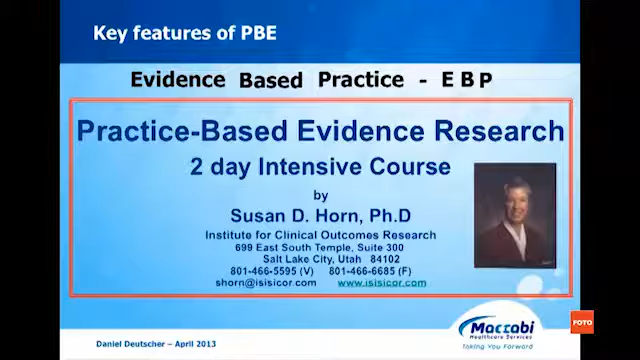 Key features of PBE
Evidence Based Practice - E B P
Practice-Based Evidence Research
2 day Intensive Course
by
Susan D. Horn, Ph.D
Institute for Clinical Outcomes Research
699 East South Temple, Suite 300
Salt Lake City, Utah 84102
801-466-5595 (V) 801-466-6685 (F)
shorn@isisicor.com www.isisicor.com
Maccabi
Healthcare Services
Taking You Forward
FOTO
Daniel Deutscher – April 2013